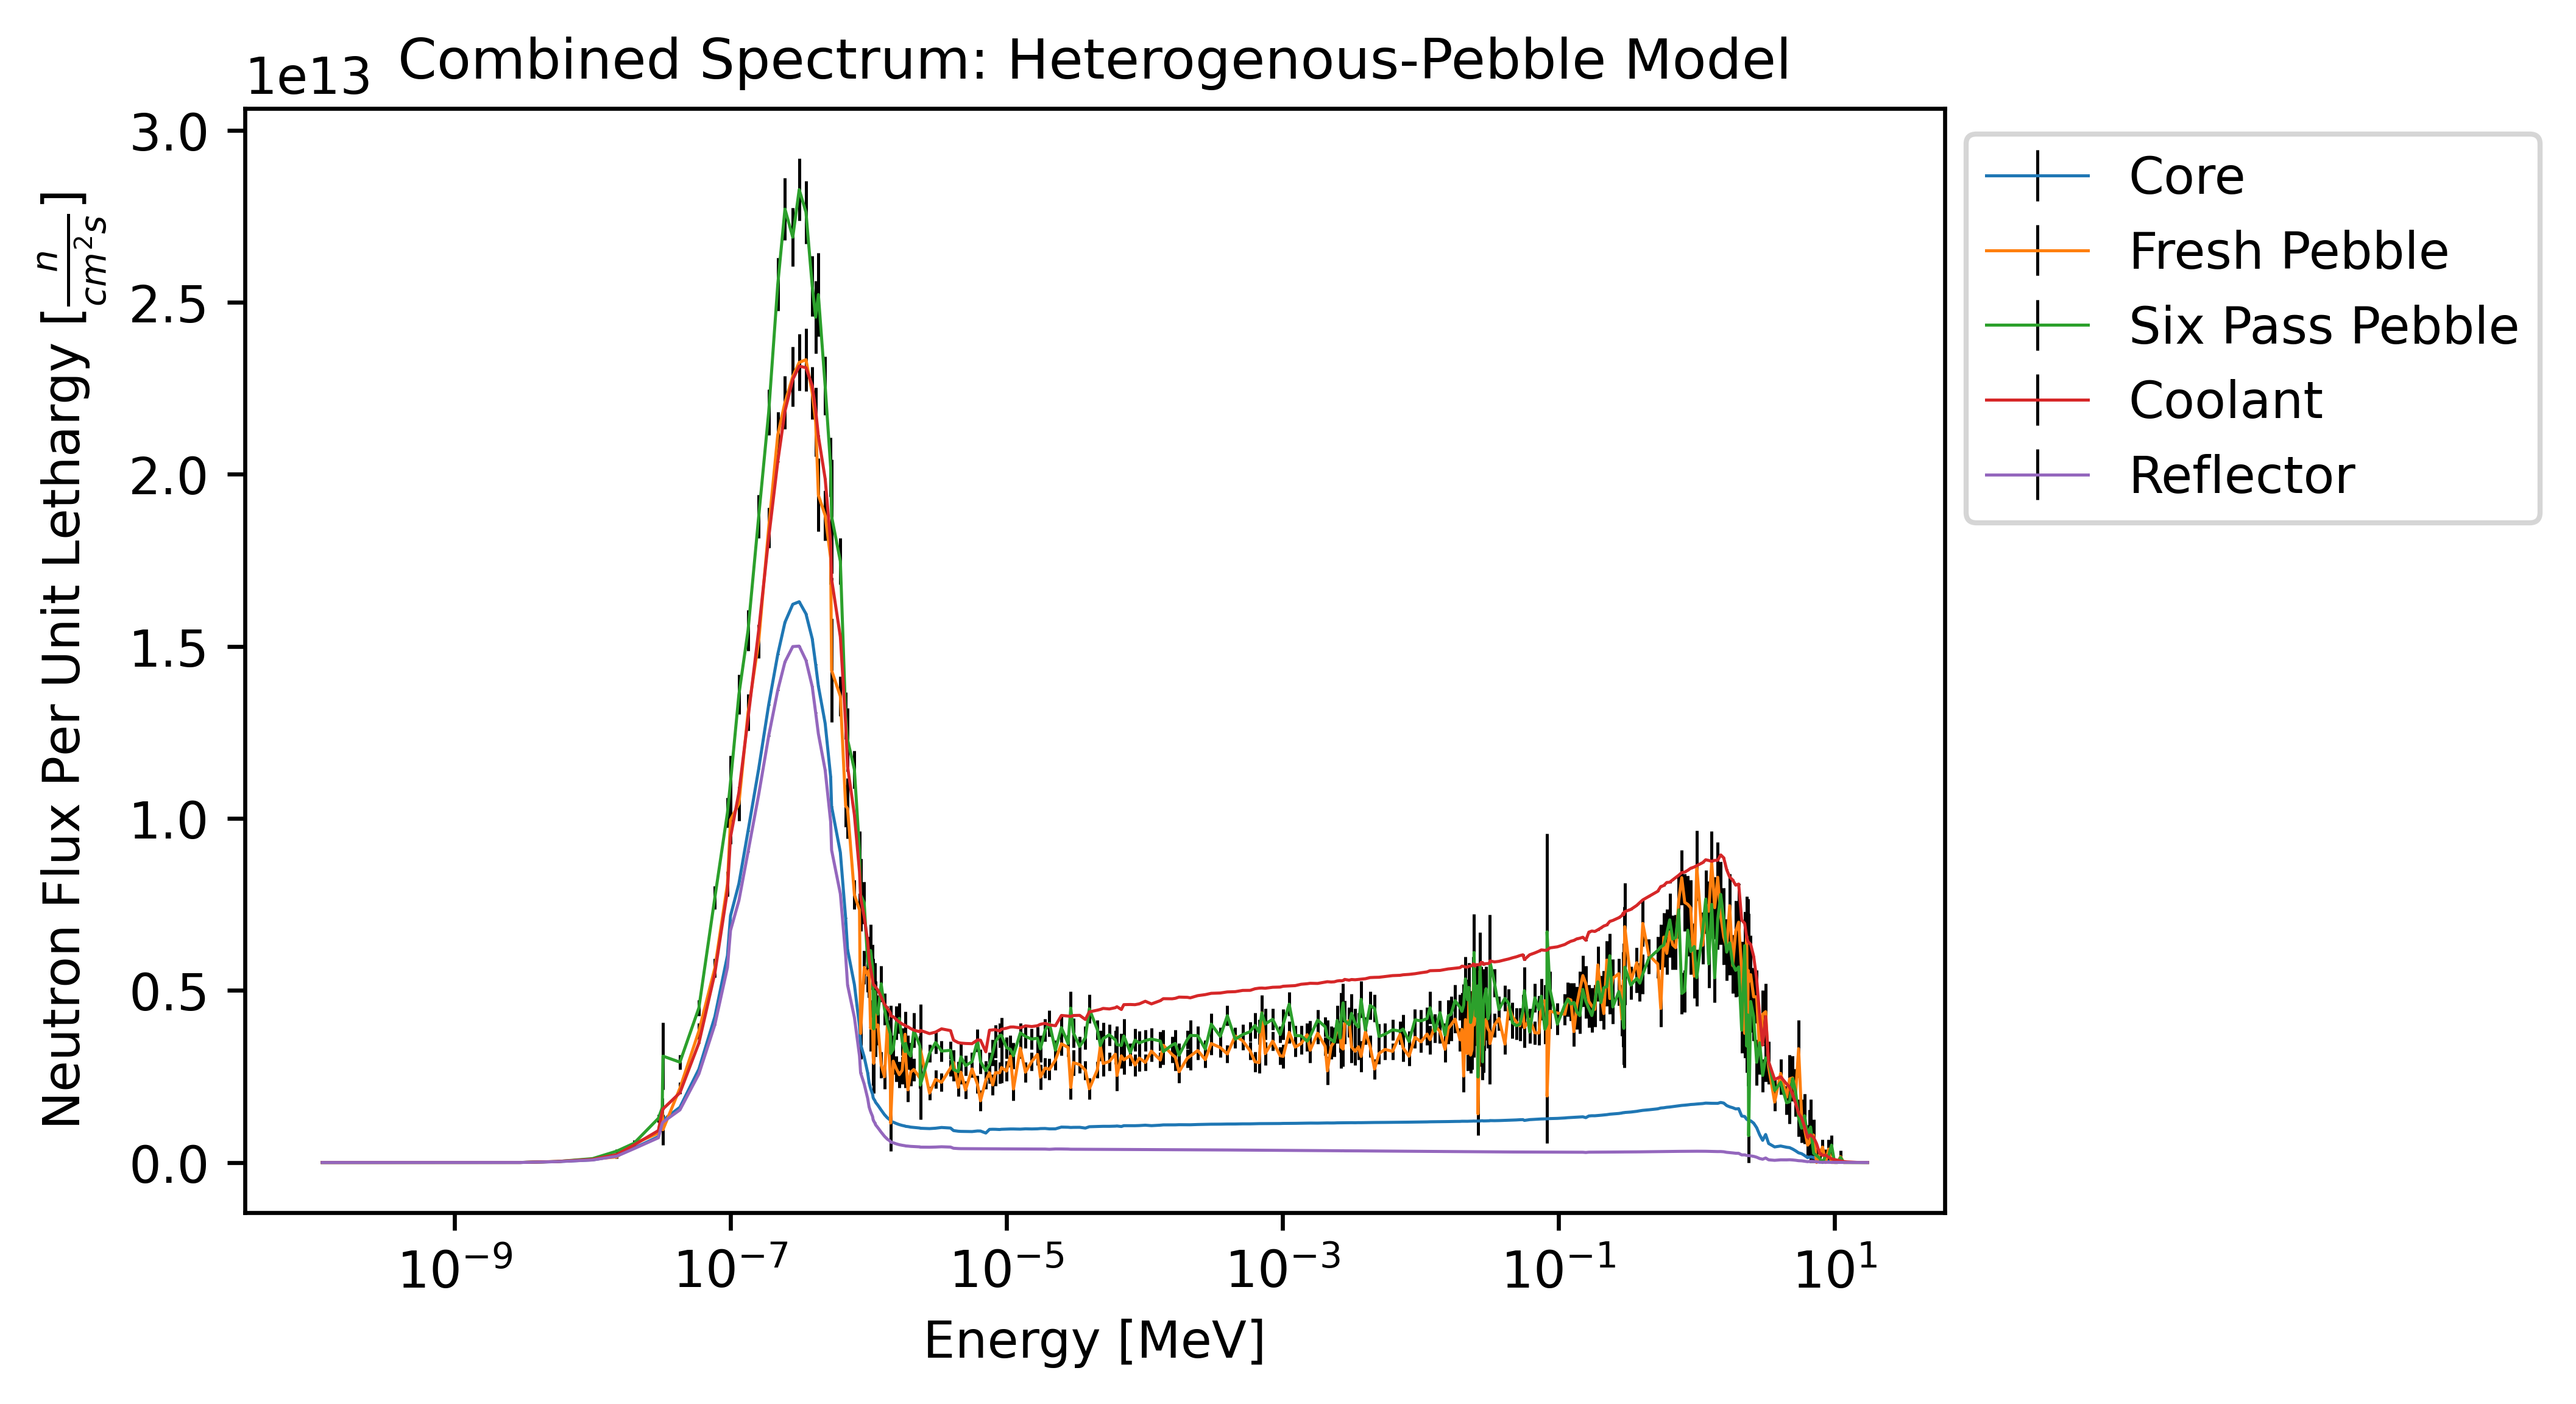 Combined Spectrum: Heterogenous-Pebble Model
1e13
3.0
2.5
2.0
1.5
1.0
0.5
0.0
Neutron Flux Per Unit Lethargy [n/cm²s]
10⁻⁹ 10⁻⁷ 10⁻⁵ 10⁻³ 10⁻¹ 10¹
Energy [MeV]
Core
Fresh Pebble
Six Pass Pebble
Coolant
Reflector